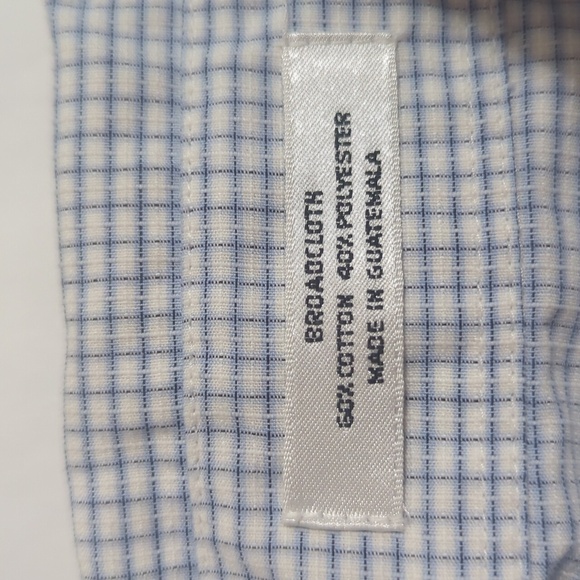 BROADCLOTH
60% COTTON 40% POLYESTER
MADE IN GUATEMALA